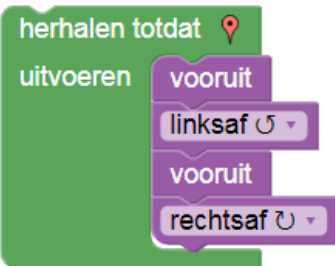 herhalen totdat
uitvoeren vooruit
linksaf ↺
vooruit
rechtsaf ↻